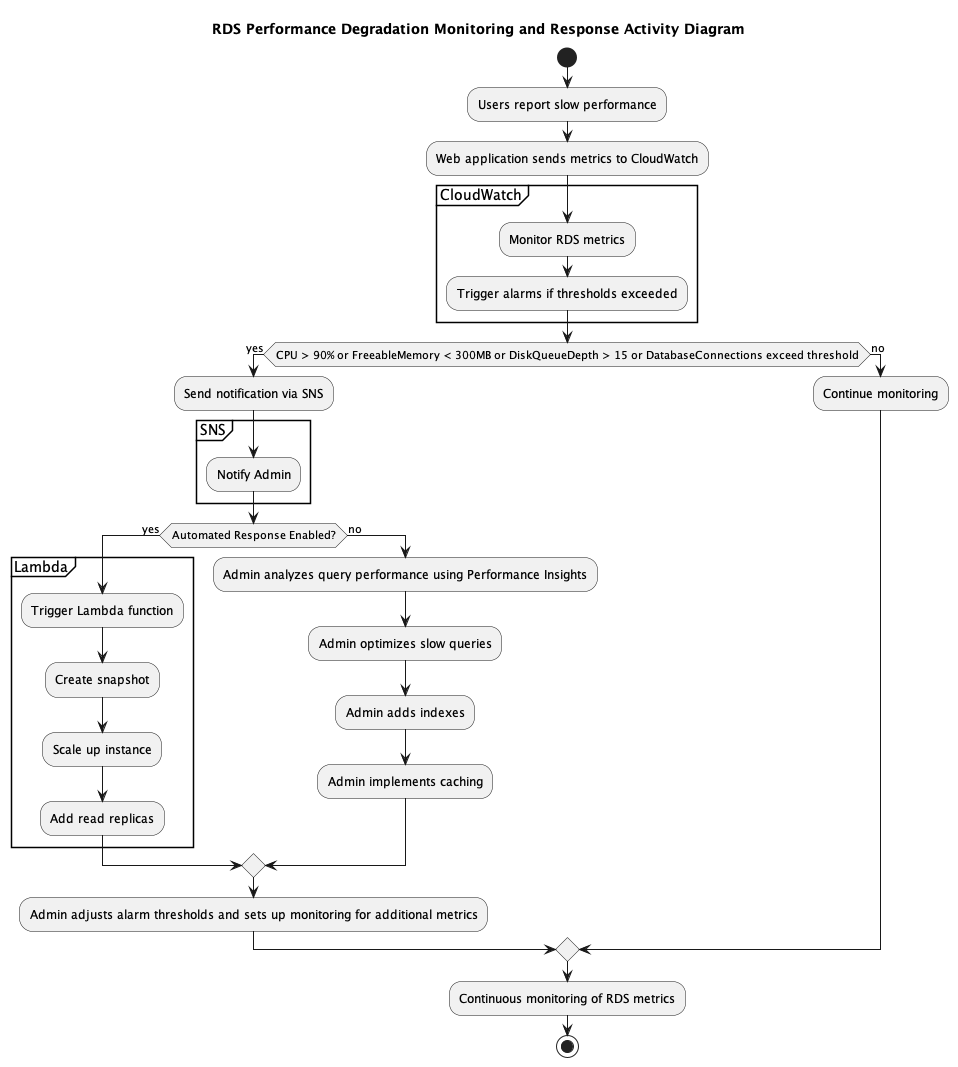 RDS Performance Degradation Monitoring and Response Activity Diagram
Users report slow performance
Web application sends metrics to CloudWatch
CloudWatch
Monitor RDS metrics
Trigger alarms if thresholds exceeded
yes
CPU > 90% or FreeableMemory < 300MB or DiskQueueDepth > 15 or DatabaseConnections exceed threshold
no
Send notification via SNS
Continue monitoring
SNS
Notify Admin
yes
Automated Response Enabled?
no
Lambda
Trigger Lambda function
Create snapshot
Scale up instance
Add read replicas
Admin analyzes query performance using Performance Insights
Admin optimizes slow queries
Admin adds indexes
Admin implements caching
Admin adjusts alarm thresholds and sets up monitoring for additional metrics
Continuous monitoring of RDS metrics